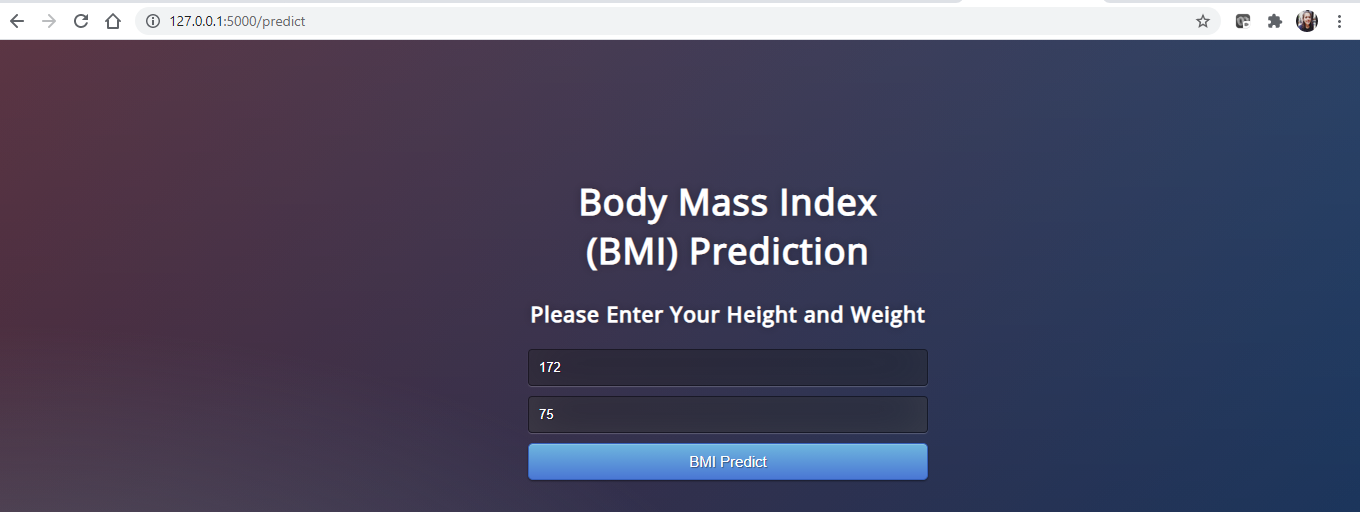 127.0.0.1:5000/predict
Body Mass Index
(BMI) Prediction
Please Enter Your Height and Weight
172
75
BMI Predict